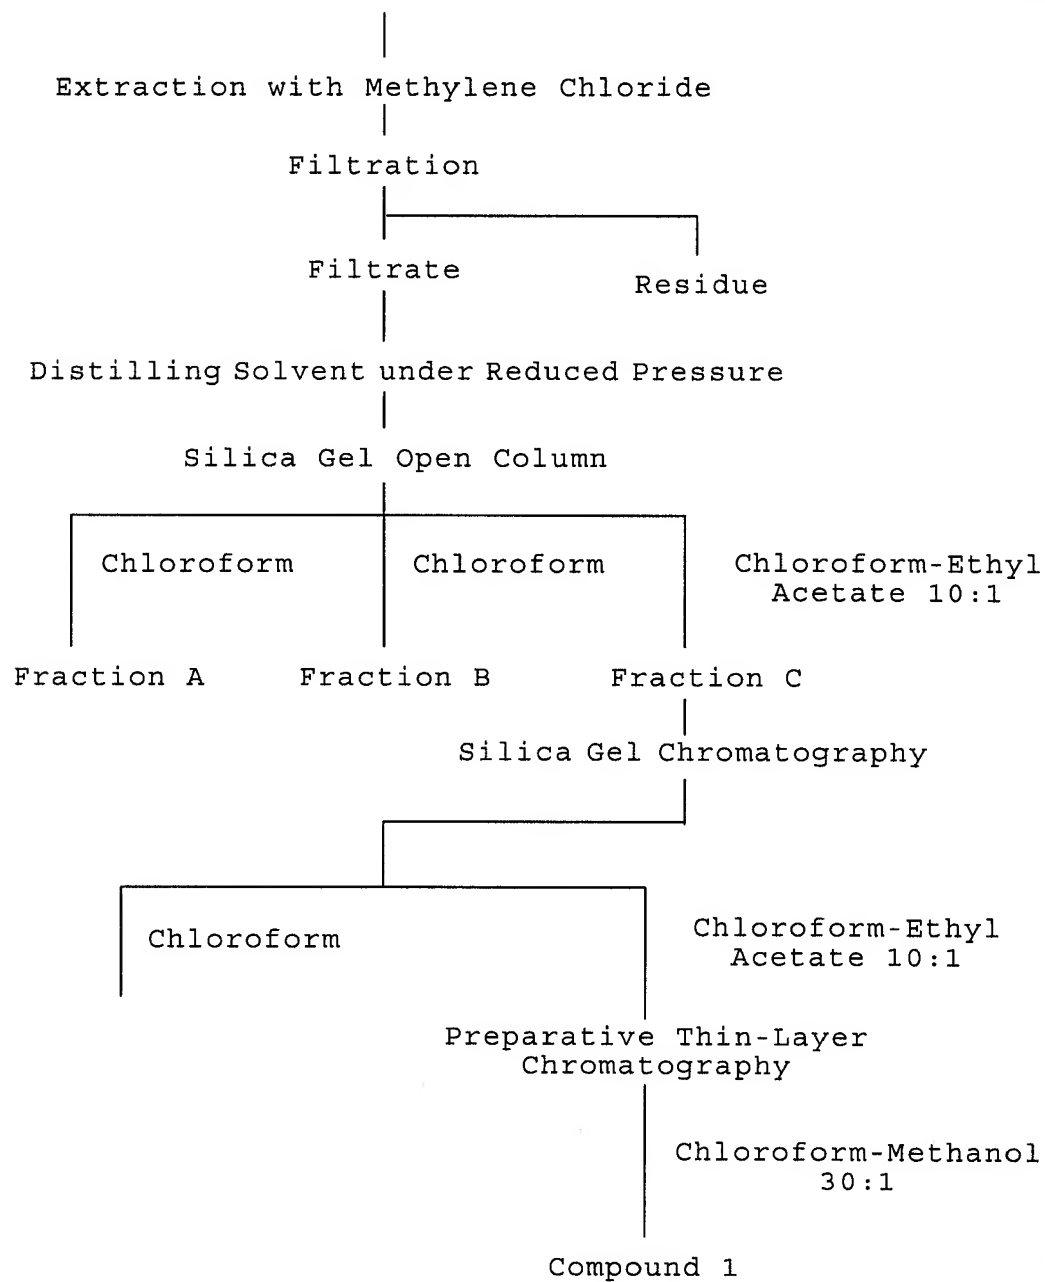 Extraction with Methylene Chloride
Filtration
Filtrate
Residue
Distilling Solvent under Reduced Pressure
Silica Gel Open Column
Chloroform
Chloroform
Chloroform-Ethyl
Acetate 10:1
Fraction A
Fraction B
Fraction C
Silica Gel Chromatography
Chloroform
Chloroform-Ethyl
Acetate 10:1
Preparative Thin-Layer
Chromatography
Chloroform-Methanol
30:1
Compound 1